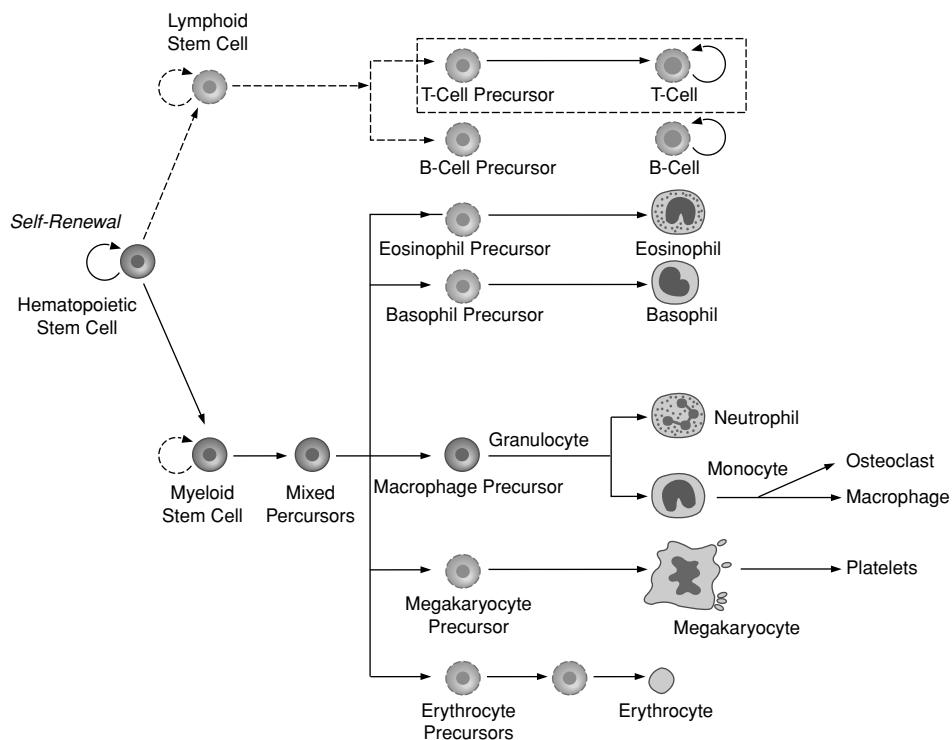 Lymphoid
Stem Cell
T-Cell Precursor
T-Cell
B-Cell Precursor
B-Cell
Self-Renewal
Hematopoietic
Stem Cell
Eosinophil Precursor
Eosinophil
Basophil Precursor
Basophil
Myeloid
Stem Cell
Mixed
Percursors
Macrophage Precursor
Granulocyte
Neutrophil
Monocyte
Osteoclast
Macrophage
Megakaryocyte
Precursor
Megakaryocyte
Platelets
Erythrocyte
Precursors
Erythrocyte